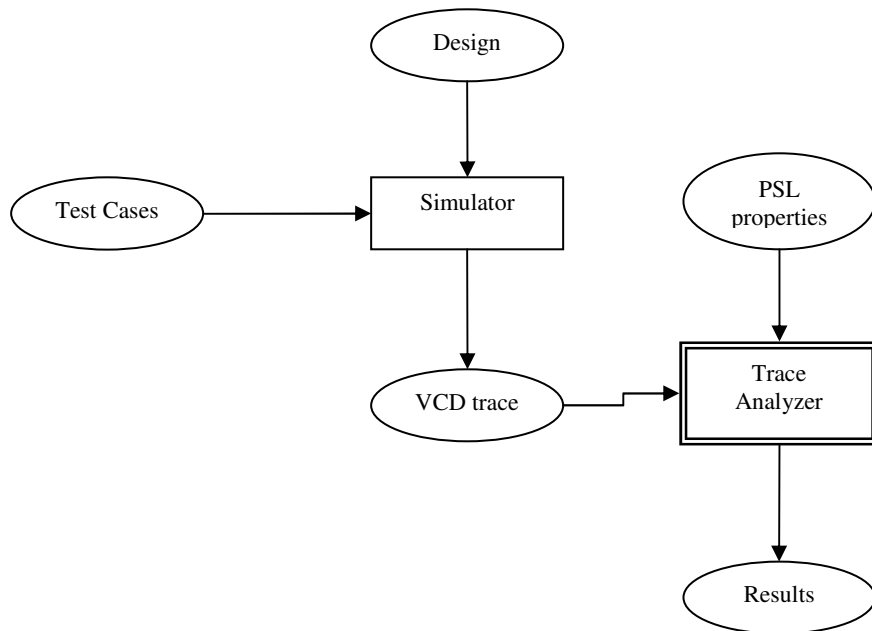 Design
Test Cases
Simulator
PSL
properties
VCD trace
Trace
Analyzer
Results